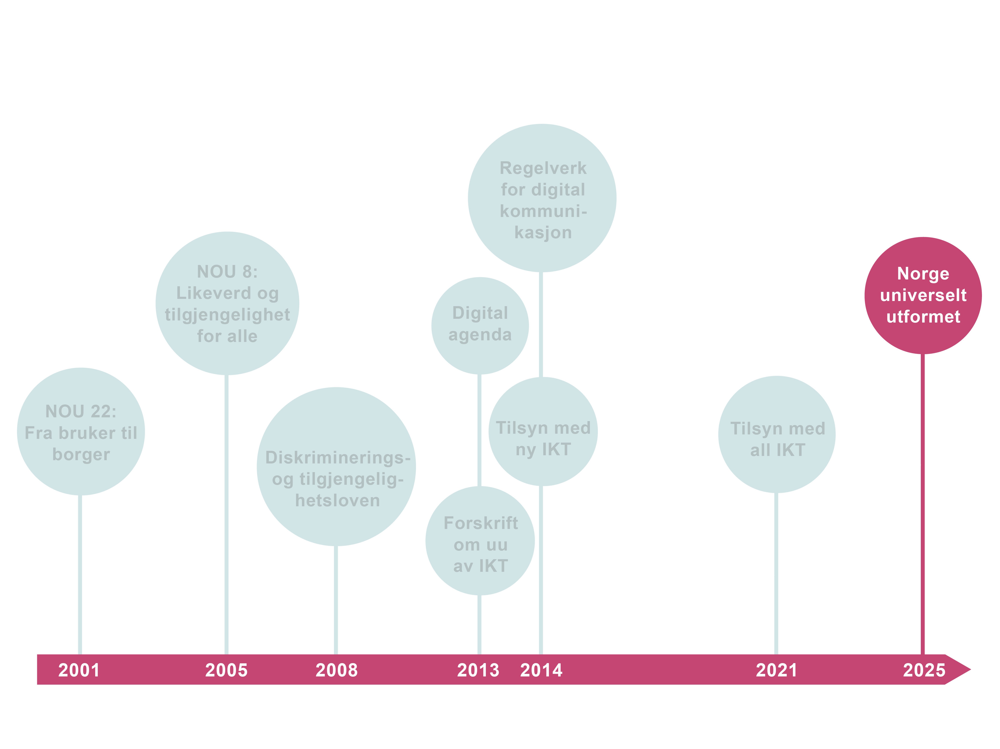 NOU 22:
Fra bruker til
borger
NOU 8:
Likeverd og
tilgjengelighet
for alle
Diskriminerings-
og tilgjengelig-
hetsloven
Digital
agenda
Forskrift
om uu
av IKT
Regelverk
for digital
kommuni-
kasjon
Tilsyn med
ny IKT
Tilsyn med
all IKT
Norge
universelt
utformet
2001 2005 2008 2013 2014 2021 2025